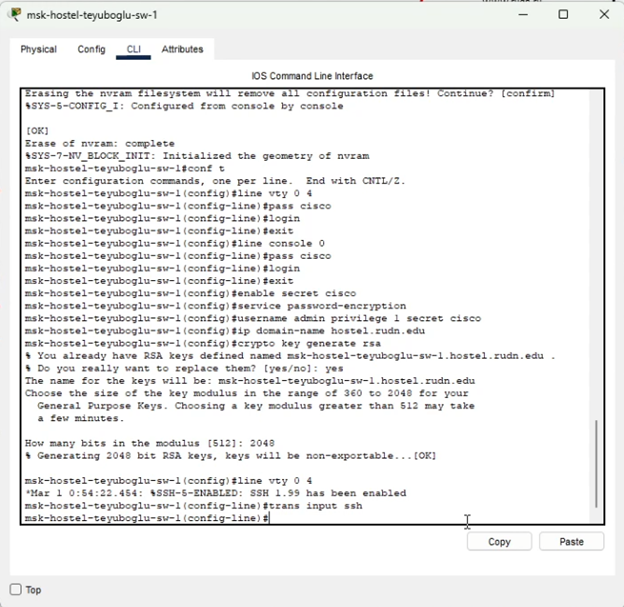 msk-hostel-teyuboglu-sw-1
Physical Config CLI Attributes
IOS Command Line Interface
Erasing the nvram filesystem will remove all configuration files! Continue? [confirm]
%SYS-5-CONFIG_I: Configured from console by console
[OK]
Erase of nvram: complete
%SYS-7-NV_BLOCK_INIT: Initialized the geometry of nvram
msk-hostel-teyuboglu-sw-1#conf t
Enter configuration commands, one per line. End with CNTL/Z.
msk-hostel-teyuboglu-sw-1(config)#line vty 0 4
msk-hostel-teyuboglu-sw-1(config-line)#pass cisco
msk-hostel-teyuboglu-sw-1(config-line)#login
msk-hostel-teyuboglu-sw-1(config-line)#exit
msk-hostel-teyuboglu-sw-1(config)#line console 0
msk-hostel-teyuboglu-sw-1(config-line)#pass cisco
msk-hostel-teyuboglu-sw-1(config-line)#login
msk-hostel-teyuboglu-sw-1(config-line)#exit
msk-hostel-teyuboglu-sw-1(config)#enable secret cisco
msk-hostel-teyuboglu-sw-1(config)#service password-encryption
msk-hostel-teyuboglu-sw-1(config)#username admin privilege 1 secret cisco
msk-hostel-teyuboglu-sw-1(config)#ip domain-name hostel.rudn.edu
msk-hostel-teyuboglu-sw-1(config)#crypto key generate rsa
% You already have RSA keys defined named msk-hostel-teyuboglu-sw-1.hostel.rudn.edu .
% Do you really want to replace them? [yes/no]: yes
The name for the keys will be: msk-hostel-teyuboglu-sw-1.hostel.rudn.edu
Choose the size of the key modulus in the range of 360 to 2048 for your
General Purpose Keys. Choosing a key modulus greater than 512 may take
a few minutes.
How many bits in the modulus [512]: 2048
% Generating 2048 bit RSA keys, keys will be non-exportable...[OK]
msk-hostel-teyuboglu-sw-1(config)#line vty 0 4
*Mar 1 0:54:22.454: %SSH-5-ENABLED: SSH 1.99 has been enabled
msk-hostel-teyuboglu-sw-1(config-line)#trans input ssh
msk-hostel-teyuboglu-sw-1(config-line)#
Copy Paste
Top